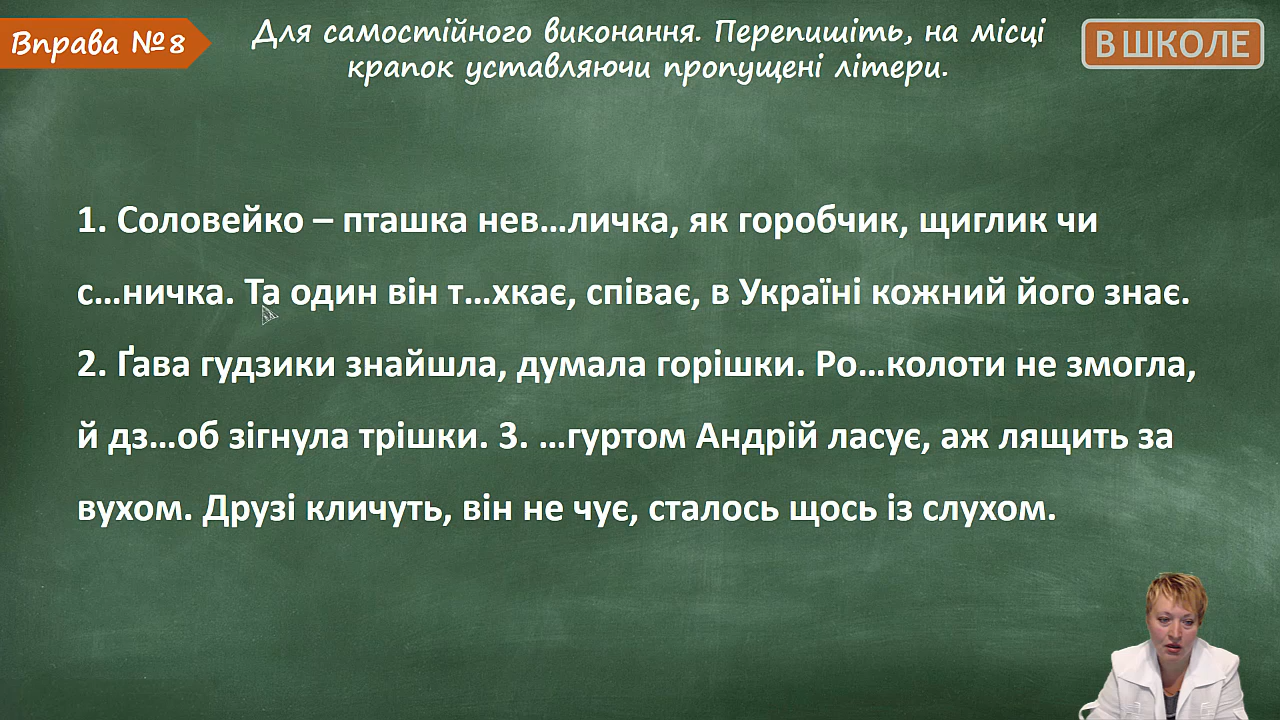 Вправа №8
Для самостійного виконання. Перепишіть, на місці
крапок уставляючи пропущені літери.
В ШКОЛЕ
1. Соловейко – пташка нев...личка, як горобчик, щиглик чи
с...ничка. Та один він т...хкає, співає, в Україні кожний його знає.
2. Ґава гудзики знайшла, думала горішки. Ро...колоти не змогла,
й дз...об зігнула трішки. 3. ...гуртом Андрій ласує, аж лящить за
вухом. Друзі кличуть, він не чує, сталось щось із слухом.